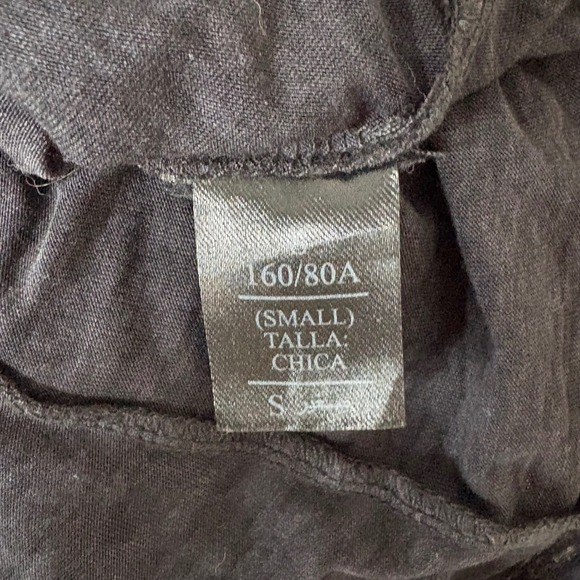 160/80A
(SMALL)
TALLA:
CHICA
S